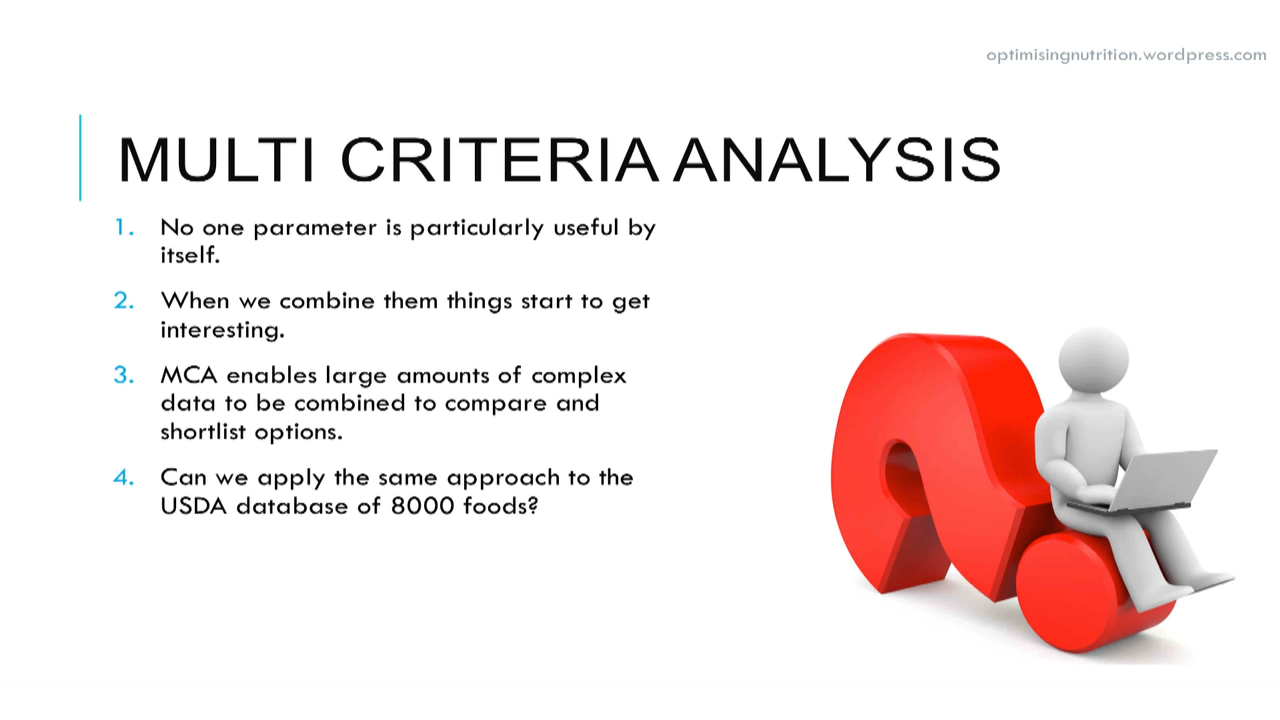 optimisingnutrition.wordpress.com
MULTI CRITERIA ANALYSIS
1. No one parameter is particularly useful by
itself.
2. When we combine them things start to get
interesting.
3. MCA enables large amounts of complex
data to be combined to compare and
shortlist options.
4. Can we apply the same approach to the
USDA database of 8000 foods?